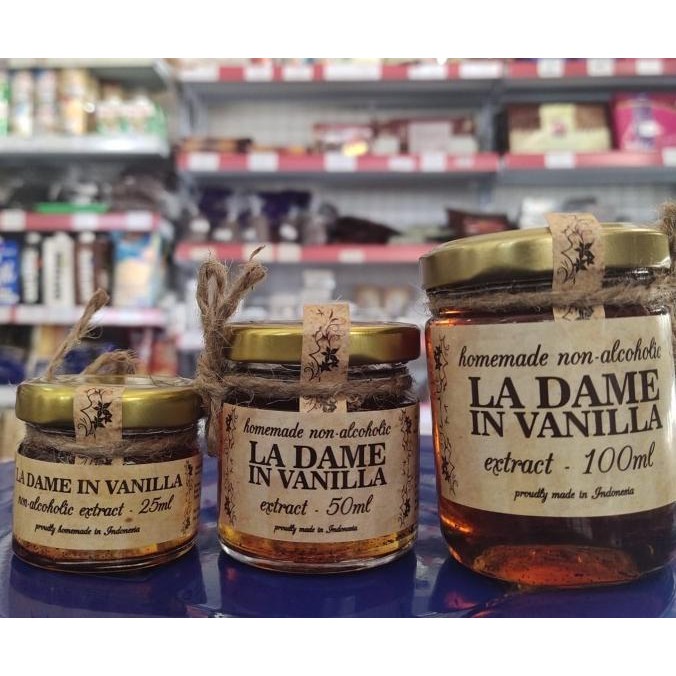 LA DAME IN VANILLA
non-alcoholic extract - 25ml
proudly homemade in Indonesia
homemade non-alcoholic
LA DAME
IN VANILLA
extract - 50ml
proudly made in Indonesia
homemade non-alcoholic
LA DAME
IN VANILLA
extract - 100ml
proudly made in Indonesia